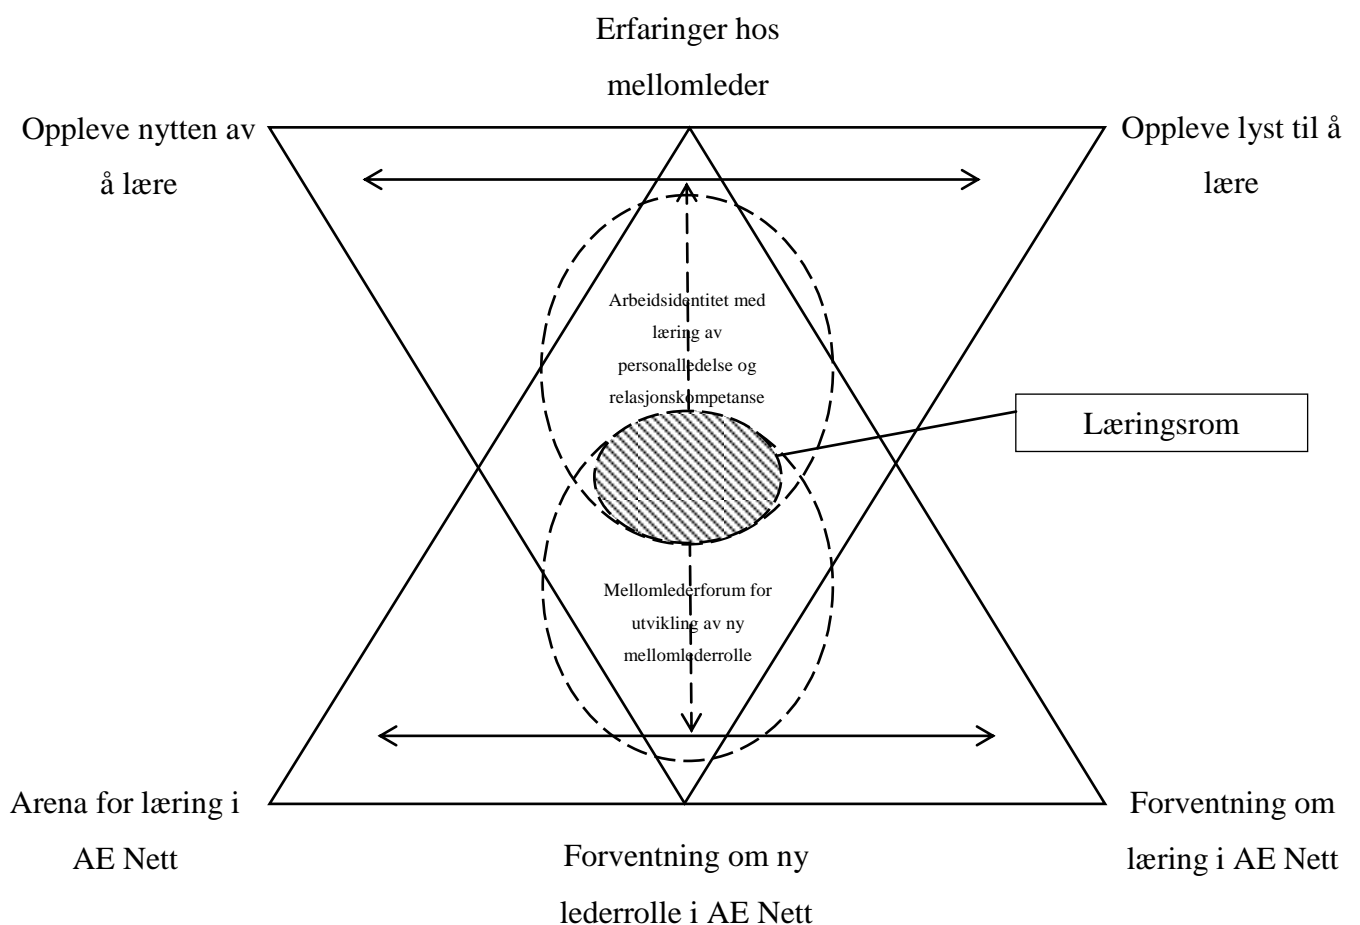 Erfaringer hos
mellomleder
Oppleve nytten av
å lære
Oppleve lyst til å
lære
Arbeidsidentitet med
læring av
personalledelse og
relasjonskompetanse
Læringsrom
Mellomlederforum for
utvikling av ny
mellomlederrolle
Arena for læring i
AE Nett
Forventning om ny
lederrolle i AE Nett
Forventning om
læring i AE Nett